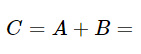 C = A + B =